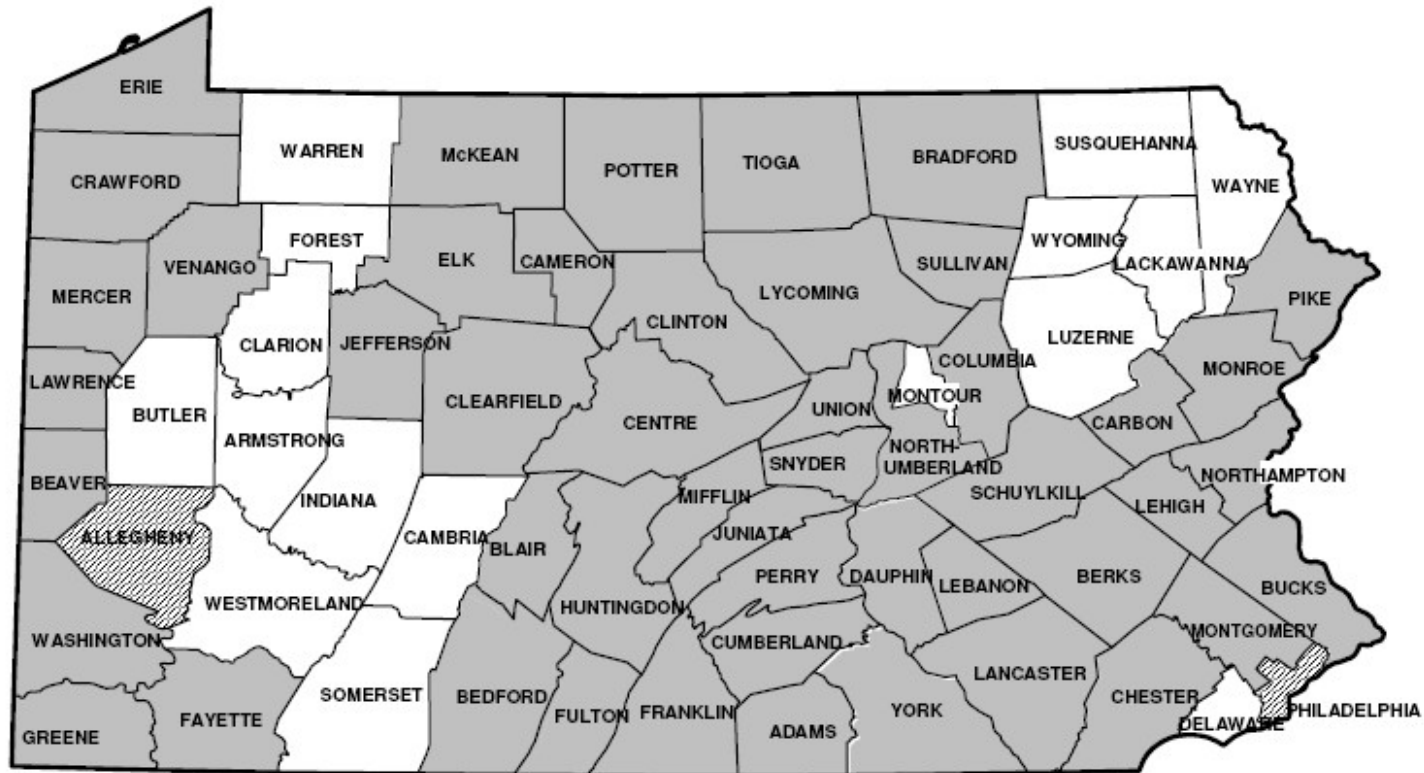 ERIE
WARREN
McKEAN
POTTER
TIOGA
BRADFORD
SUSQUEHANNA
WAYNE
CRAWFORD
FOREST
VENANGO
ELK
CAMERON
SULLIVAN
WYOMING
LACKAWANNA
MERCER
LYCOMING
PIKE
CLINTON
CLARION
JEFFERSON
COLUMBIA
LUZERNE
LAWRENCE
MONROE
BUTLER
CLEARFIELD
CENTRE
UNION
MONTOUR
CARBON
ARMSTRONG
NORTH-
UMBERLAND
SNYDER
BEAVER
INDIANA
MIFFLIN
SCHUYLKILL
LEHIGH
NORTHAMPTON
ALLEGHENY
CAMBRIA
BLAIR
JUNIATA
PERRY
DAUPHIN
LEBANON
BERKS
BUCKS
WESTMORELAND
HUNTINGDON
WASHINGTON
CUMBERLAND
MONTGOMERY
LANCASTER
SOMERSET
BEDFORD
FULTON
FRANKLIN
CHESTER
GREENE
FAYETTE
ADAMS
YORK
DELAWARE
PHILADELPHIA